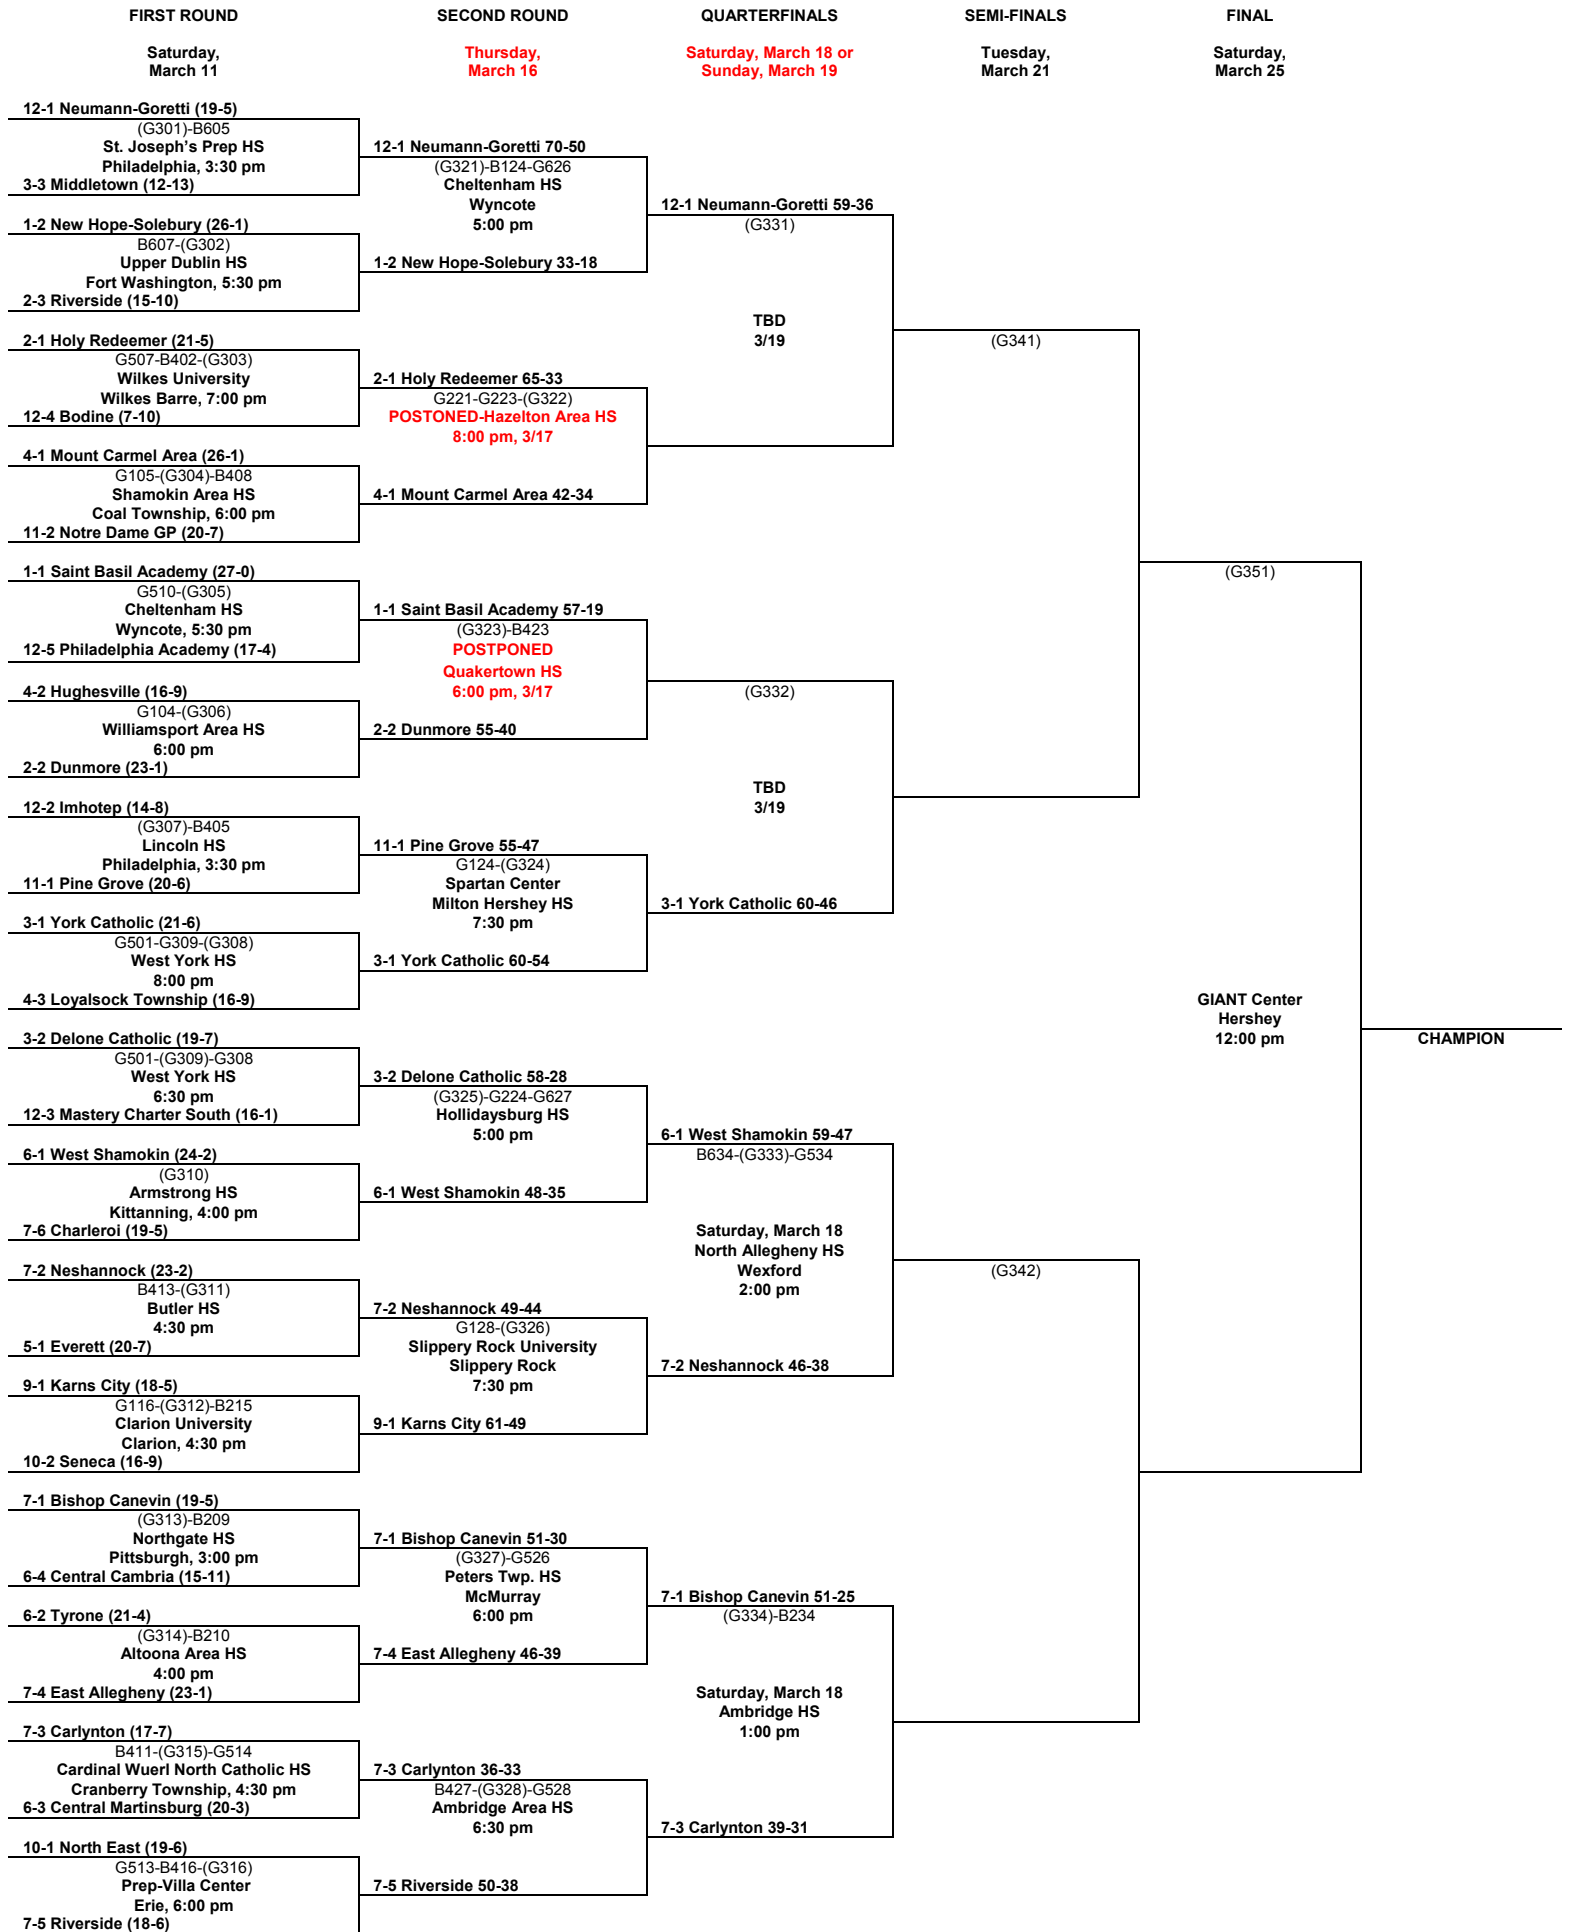 FIRST ROUND
Saturday,
March 11
12-1 Neumann-Goretti (19-5)
(G301)-B605
St. Joseph's Prep HS
Philadelphia, 3:30 pm
3-3 Middletown (12-13)
1-2 New Hope-Solebury (26-1)
B607-(G302)
Upper Dublin HS
Fort Washington, 5:30 pm
2-3 Riverside (15-10)
2-1 Holy Redeemer (21-5)
G507-B402-(G303)
Wilkes University
Wilkes Barre, 7:00 pm
12-4 Bodine (7-10)
4-1 Mount Carmel Area (26-1)
G105-(G304)-B408
Shamokin Area HS
Coal Township, 6:00 pm
11-2 Notre Dame GP (20-7)
1-1 Saint Basil Academy (27-0)
G510-(G305)
Cheltenham HS
Wyncote, 5:30 pm
12-5 Philadelphia Academy (17-4)
4-2 Hughesville (16-9)
G104-(G306)
Williamsport Area HS
6:00 pm
2-2 Dunmore (23-1)
12-2 Imhotep (14-8)
(G307)-B405
Lincoln HS
Philadelphia, 3:30 pm
11-1 Pine Grove (20-6)
3-1 York Catholic (21-6)
G501-G309-(G308)
West York HS
8:00 pm
4-3 Loyalsock Township (16-9)
3-2 Delone Catholic (19-7)
G501-(G309)-G308
West York HS
6:30 pm
12-3 Mastery Charter South (16-1)
6-1 West Shamokin (24-2)
(G310)
Armstrong HS
Kittanning, 4:00 pm
7-6 Charleroi (19-5)
7-2 Neshannock (23-2)
B413-(G311)
Butler HS
4:30 pm
5-1 Everett (20-7)
9-1 Karns City (18-5)
G116-(G312)-B215
Clarion University
Clarion, 4:30 pm
10-2 Seneca (16-9)
7-1 Bishop Canevin (19-5)
(G313)-B209
Northgate HS
Pittsburgh, 3:00 pm
6-4 Central Cambria (15-11)
6-2 Tyrone (21-4)
(G314)-B210
Altoona Area HS
4:00 pm
7-4 East Allegheny (23-1)
7-3 Carlynton (17-7)
B411-(G315)-G514
Cardinal Wuerl North Catholic HS
Cranberry Township, 4:30 pm
6-3 Central Martinsburg (20-3)
10-1 North East (19-6)
G513-B416-(G316)
Prep-Villa Center
Erie, 6:00 pm
7-5 Riverside (18-6)
SECOND ROUND
Thursday,
March 16
12-1 Neumann-Goretti 70-50
(G321)-B124-G626
Cheltenham HS
Wyncote
5:00 pm
1-2 New Hope-Solebury 33-18
2-1 Holy Redeemer 65-33
G221-G223-(G322)
POSTONED-Hazelton Area HS
8:00 pm, 3/17
4-1 Mount Carmel Area 42-34
1-1 Saint Basil Academy 57-19
(G323)-B423
POSTPONED
Quakertown HS
6:00 pm, 3/17
2-2 Dunmore 55-40
11-1 Pine Grove 55-47
G124-(G324)
Spartan Center
Milton Hershey HS
7:30 pm
3-1 York Catholic 60-54
3-2 Delone Catholic 58-28
(G325)-G224-G627
Hollidaysburg HS
5:00 pm
6-1 West Shamokin 48-35
7-2 Neshannock 49-44
G128-(G326)
Slippery Rock University
Slippery Rock
7:30 pm
9-1 Karns City 61-49
7-1 Bishop Canevin 51-30
(G327)-G526
Peters Twp. HS
McMurray
6:00 pm
7-4 East Allegheny 46-39
7-3 Carlynton 36-33
B427-(G328)-G528
Ambridge Area HS
6:30 pm
7-5 Riverside 50-38
QUARTERFINALS
Saturday, March 18 or
Sunday, March 19
12-1 Neumann-Goretti 59-36
(G331)
TBD
3/19
(G332)
TBD
3/19
3-1 York Catholic 60-46
6-1 West Shamokin 59-47
B634-(G333)-G534
Saturday, March 18
North Allegheny HS
Wexford
2:00 pm
7-2 Neshannock 46-38
7-1 Bishop Canevin 51-25
(G334)-B234
Saturday, March 18
Ambridge HS
1:00 pm
7-3 Carlynton 39-31
SEMI-FINALS
Tuesday,
March 21
(G341)
(G342)
FINAL
Saturday,
March 25
(G351)
GIANT Center
Hershey
12:00 pm
CHAMPION